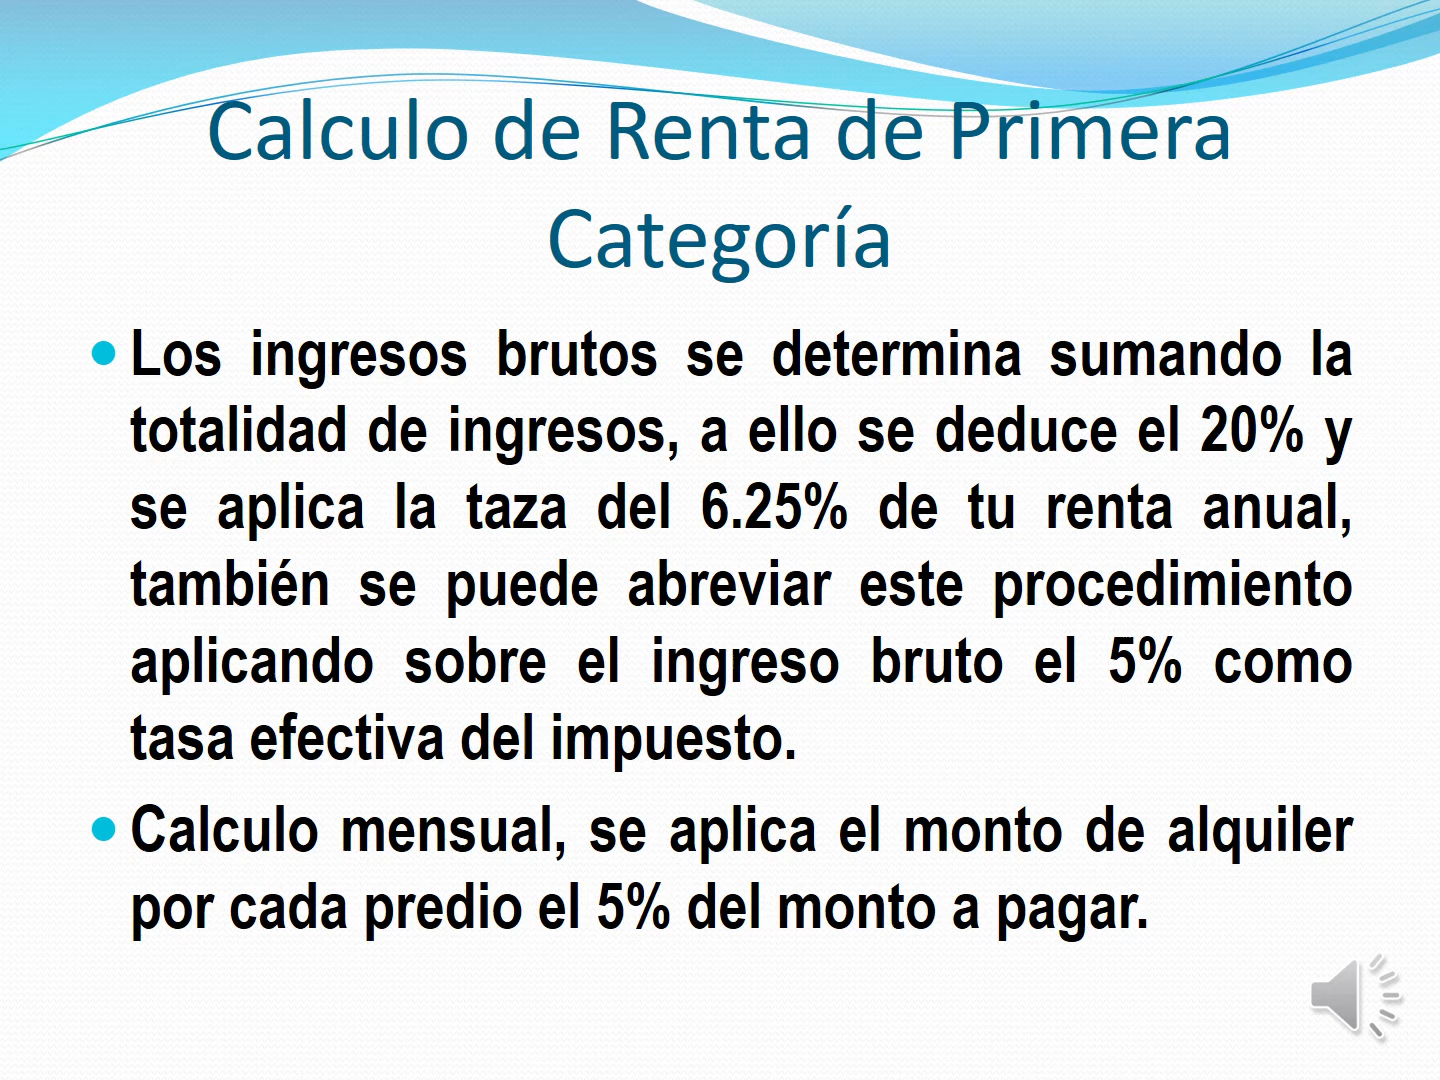 Calculo de Renta de Primera
Categoría
Los ingresos brutos se determina sumando la
totalidad de ingresos, a ello se deduce el 20% y
se aplica la taza del 6.25% de tu renta anual,
también se puede abreviar este procedimiento
aplicando sobre el ingreso bruto el 5% como
tasa efectiva del impuesto.
Calculo mensual, se aplica el monto de alquiler
por cada predio el 5% del monto a pagar.